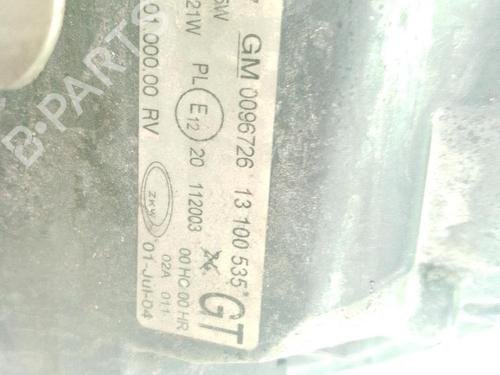 GM 0096726 13 100 535* GT
5W
21W PL E12 20 112003
00 HC 00 HR
.000.00 RV
02A 011
ZKW *01-Jul-04
B-PARTS